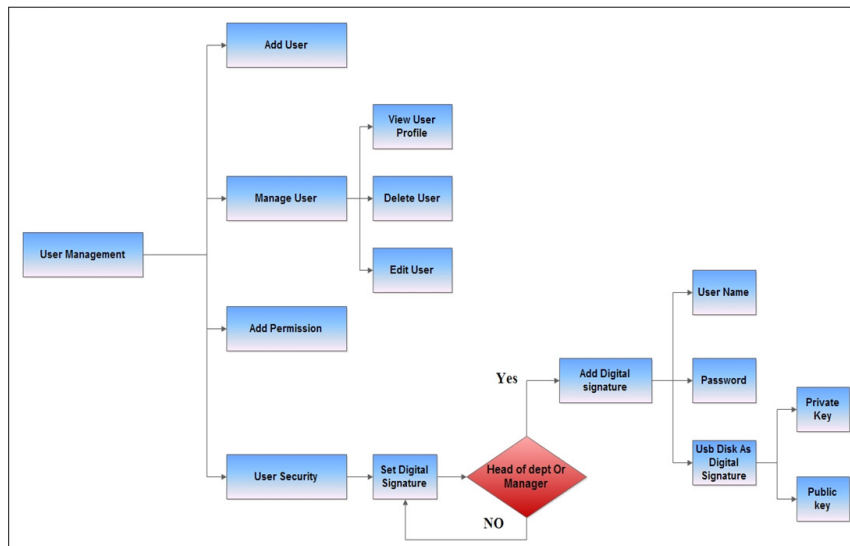 Add User
View User
Profile
Manage User
Delete User
User Management
Edit User
User Name
Add Permission
Yes
Add Digital
signature
Password
Private
Key
User Security
Set Digital
Signature
Head of dept Or
Manager
Usb Disk As
Digital
Signature
Public
key
NO